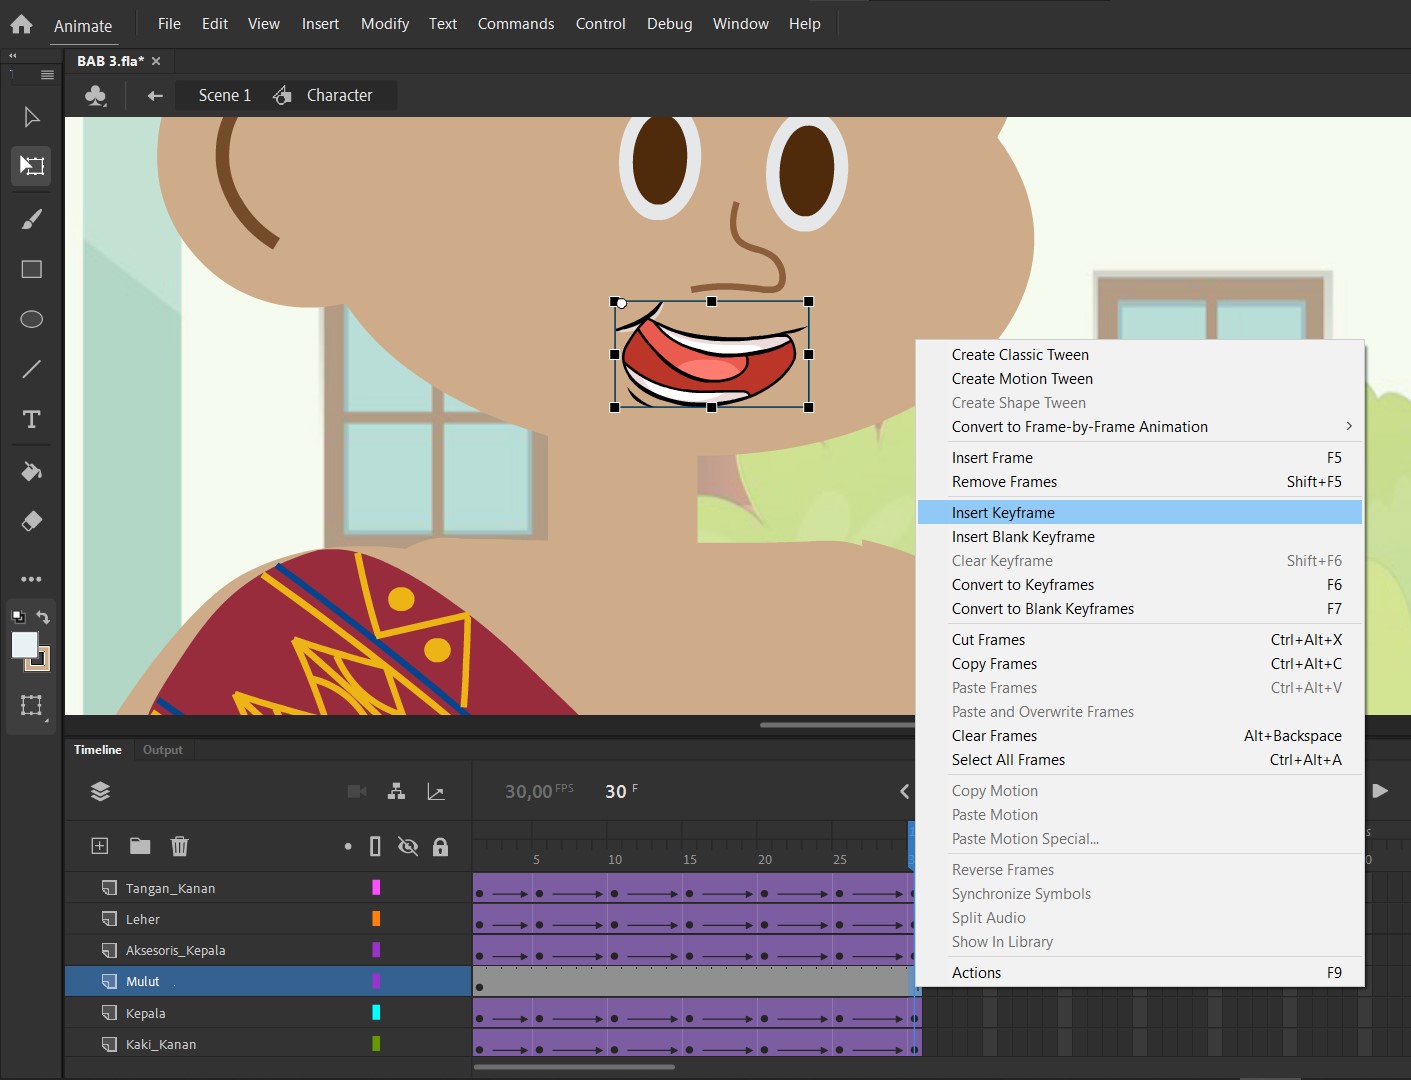 Animate File Edit View Insert Modify Text Commands Control Debug Window Help
BAB 3.fla*
Scene 1 Character
Create Classic Tween
Create Motion Tween
Create Shape Tween
Convert to Frame-by-Frame Animation
Insert Frame F5
Remove Frames Shift+F5
Insert Keyframe
Insert Blank Keyframe
Clear Keyframe Shift+F6
Convert to Keyframes F6
Convert to Blank Keyframes F7
Cut Frames Ctrl+Alt+X
Copy Frames Ctrl+Alt+C
Paste Frames Ctrl+Alt+V
Paste and Overwrite Frames
Clear Frames Alt+Backspace
Select All Frames Ctrl+Alt+A
Copy Motion
Paste Motion
Paste Motion Special...
Reverse Frames
Synchronize Symbols
Split Audio
Show In Library
Actions F9
Timeline Output
30,00 FPS 30 F
5 10 15 20 25
Tangan_Kanan
Leher
Aksesoris_Kepala
Mulut
Kepala
Kaki_Kanan